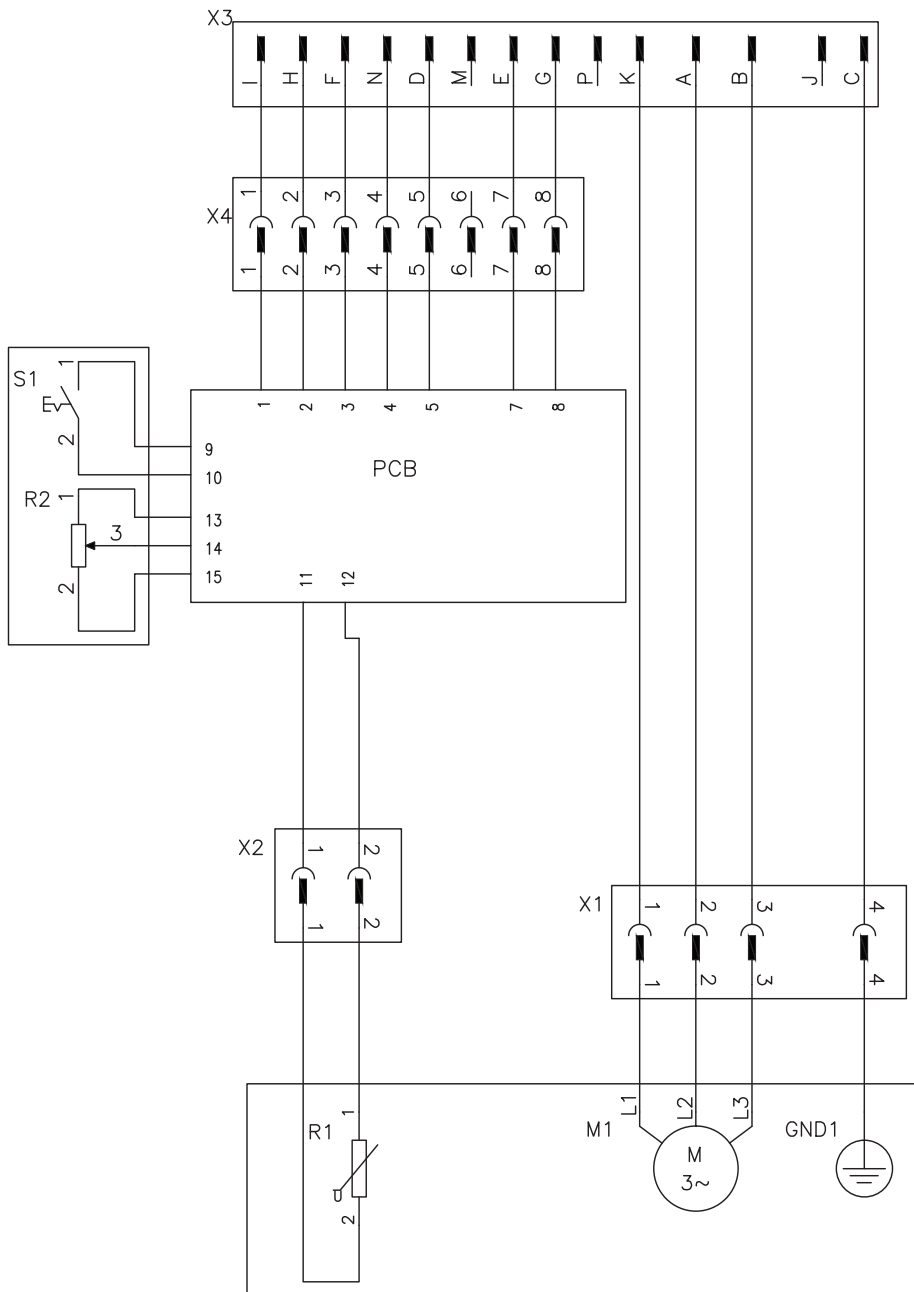 X3
I H F N D M E G P K A B J C
1 2 3 4 5 6 7 8
X4
1 2 3 4 5 6 7 8
S1
1
2
1 2 3 4 5 7 8
PCB
9
10
13
14
15
11 12
R2
1
3
2
X2
1 2
1 2
X1
1 2 3 4
1 2 3 4
R1
1
2
M1
L1 L2 L3
M
3~
GND1